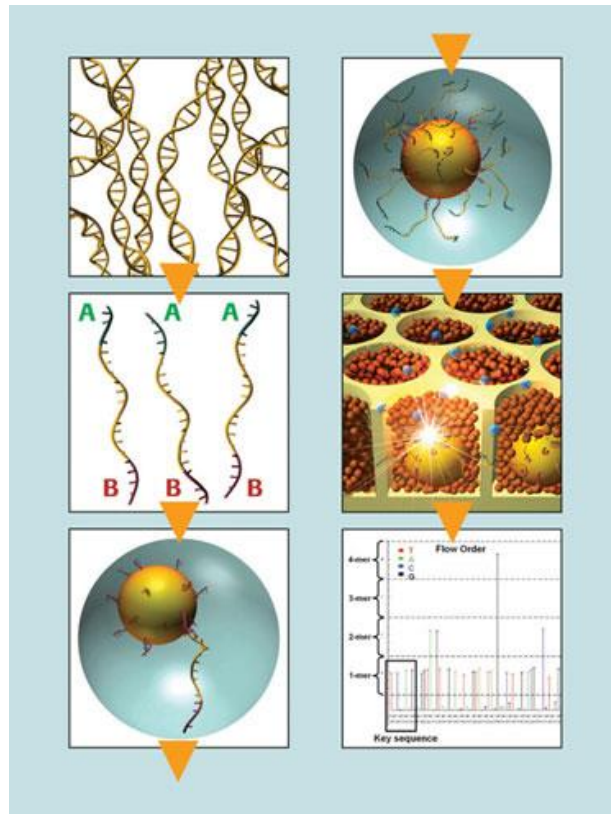 A A A
B B B
Flow Order
T
A
C
G
4-mer
3-mer
2-mer
1-mer
Key sequence